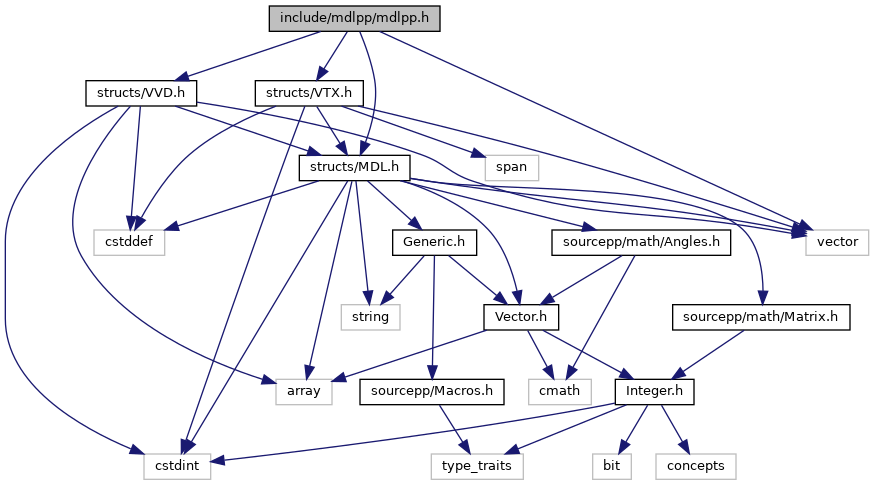 include/mdlpp/mdlpp.h
structs/VVD.h
structs/VTX.h
structs/MDL.h
span
cstddef
Generic.h
sourcepp/math/Angles.h
vector
string
Vector.h
sourcepp/math/Matrix.h
array
sourcepp/Macros.h
cmath
Integer.h
cstdint
type_traits
bit
concepts